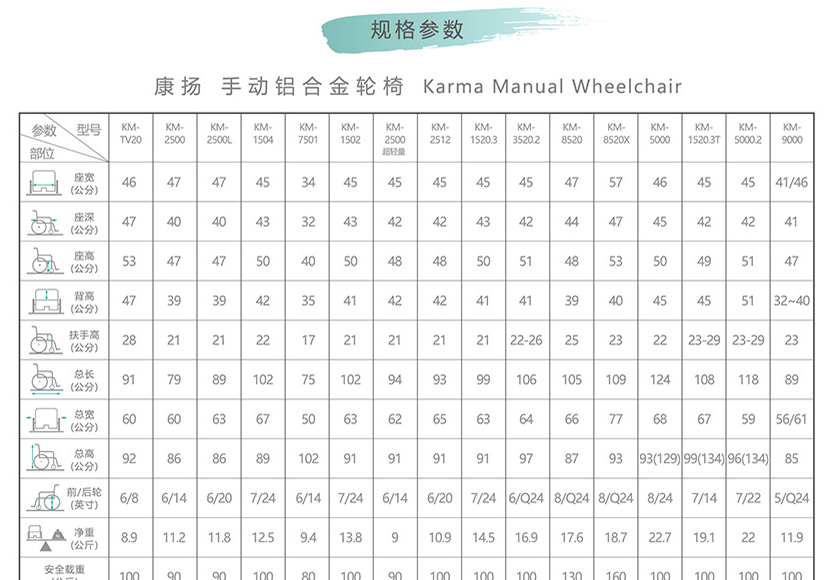 规格参数
康扬 手动铝合金轮椅 Karma Manual Wheelchair
参数 型号 部位 KM-TV20 KM-2500 KM-2500L KM-1504 KM-7501 KM-1502 KM-2500 超轻量 KM-2512 KM-1520.3 KM-3520.2 KM-8520 KM-8520X KM-5000 KM-1520.3T KM-5000.2 KM-9000
座宽 (公分) 46 47 47 45 34 45 45 45 45 45 47 57 46 45 45 41/46
座深 (公分) 47 40 40 43 32 43 42 42 43 42 44 47 45 42 42 41
座高 (公分) 53 47 47 50 40 50 48 48 50 51 48 53 50 49 51 47
背高 (公分) 47 39 39 42 35 41 42 42 41 41 39 40 45 45 51 32~40
扶手高 (公分) 28 21 21 22 17 21 21 21 21 22-26 25 23 22 23-29 23-29 23
总长 (公分) 91 79 89 102 75 102 94 93 99 106 105 109 124 108 118 89
总宽 (公分) 60 60 63 67 50 63 62 65 63 64 66 77 68 67 59 56/61
总高 (公分) 92 86 86 89 102 91 91 91 91 97 87 93 93(129) 99(134) 96(134) 85
前/后轮 (英寸) 6/8 6/14 6/20 7/24 6/14 7/24 6/14 6/20 7/24 6/Q24 8/Q24 8/Q24 8/24 7/14 7/22 5/Q24
净重 (公斤) 8.9 11.2 11.8 12.5 9.4 13.8 9 10.9 14.5 16.9 17.6 18.7 22.7 19.1 22 11.9
安全载重 (公斤) 100 90 90 100 80 100 90 100 100 100 130 160 100 100 100 100